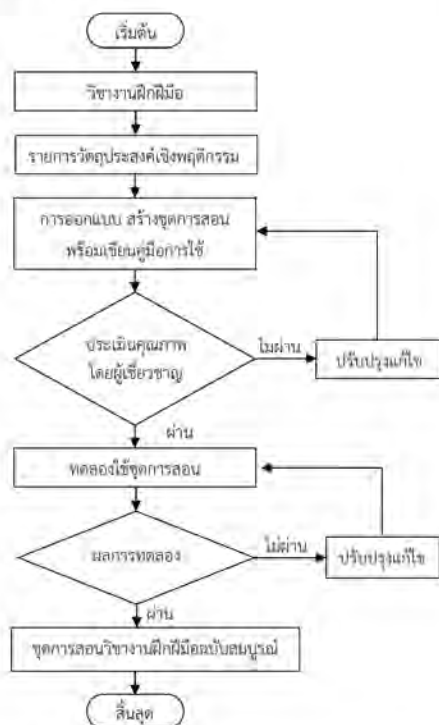 เริ่มต้น
วิชางานฝึกฝีมือ
รายการวัตถุประสงค์เชิงพฤติกรรม
การออกแบบ สร้างชุดการสอน
พร้อมเขียนคู่มือการใช้
ประเมินคุณภาพ
โดยผู้เชี่ยวชาญ
ไม่ผ่าน
ปรับปรุงแก้ไข
ผ่าน
ทดลองใช้ชุดการสอน
ผลการทดลอง
ไม่ผ่าน
ปรับปรุงแก้ไข
ผ่าน
ชุดการสอนวิชางานฝึกฝีมือฉบับสมบูรณ์
สิ้นสุด